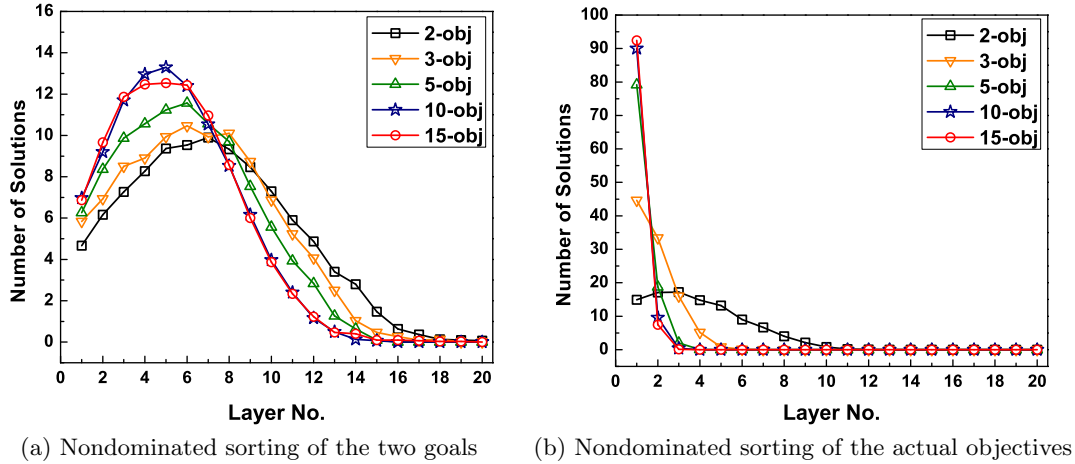 16
14
12
10
8
6
4
2
0
Number of Solutions
2-obj
3-obj
5-obj
10-obj
15-obj
0 2 4 6 8 10 12 14 16 18 20
Layer No.
(a) Nondominated sorting of the two goals
100
90
80
70
60
50
40
30
20
10
0
Number of Solutions
2-obj
3-obj
5-obj
10-obj
15-obj
0 2 4 6 8 10 12 14 16 18 20
Layer No.
(b) Nondominated sorting of the actual objectives